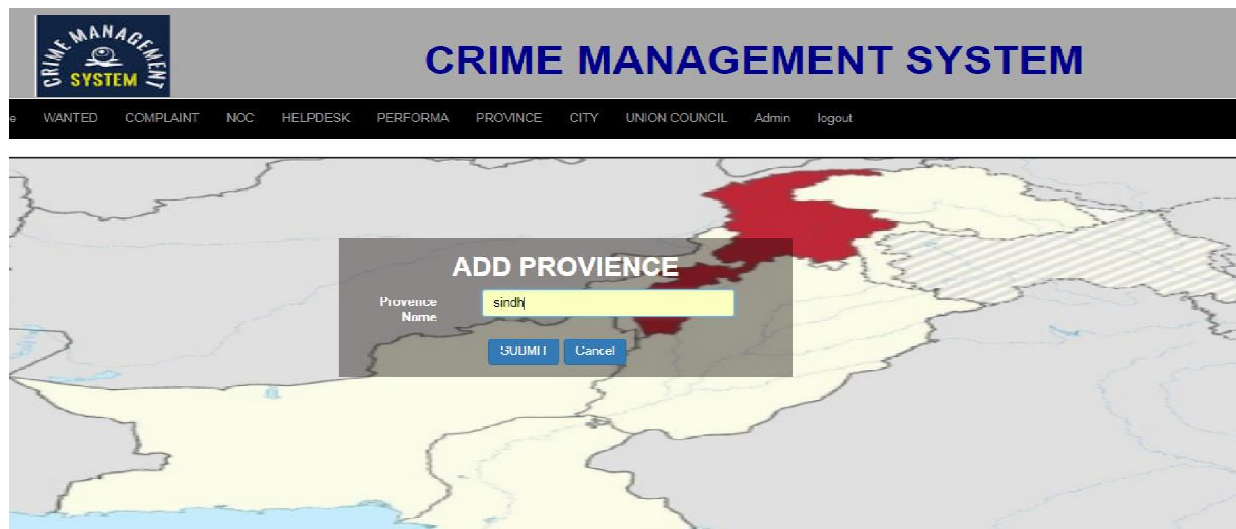 CRIME MANAGEMENT
SYSTEM
CRIME MANAGEMENT SYSTEM
e WANTED COMPLAINT NOC HELPDESK PERFORMA PROVINCE CITY UNION COUNCIL Admin logout
ADD PROVIENCE
Provence sindh
Name
SUBMIT Cancel